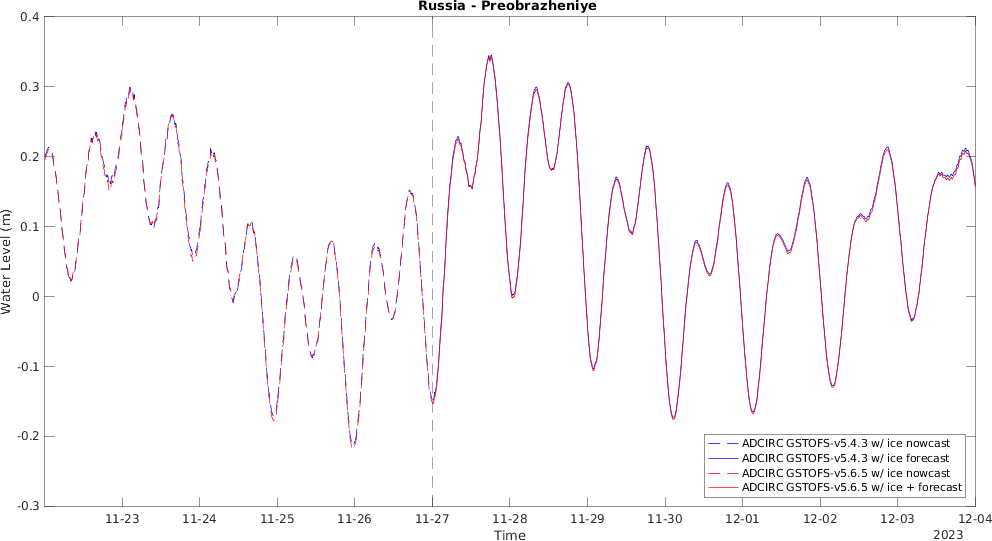 Russia - Preobrazheniye
0.4
0.3
0.2
0.1
0
-0.1
-0.2
-0.3
Water Level (m)
ADCIRC GSTOFS-v5.4.3 w/ ice nowcast
ADCIRC GSTOFS-v5.4.3 w/ ice forecast
ADCIRC GSTOFS-v5.6.5 w/ ice nowcast
ADCIRC GSTOFS-v5.6.5 w/ ice + forecast
11-23 11-24 11-25 11-26 11-27 11-28 11-29 11-30 12-01 12-02 12-03 12-04
Time
2023